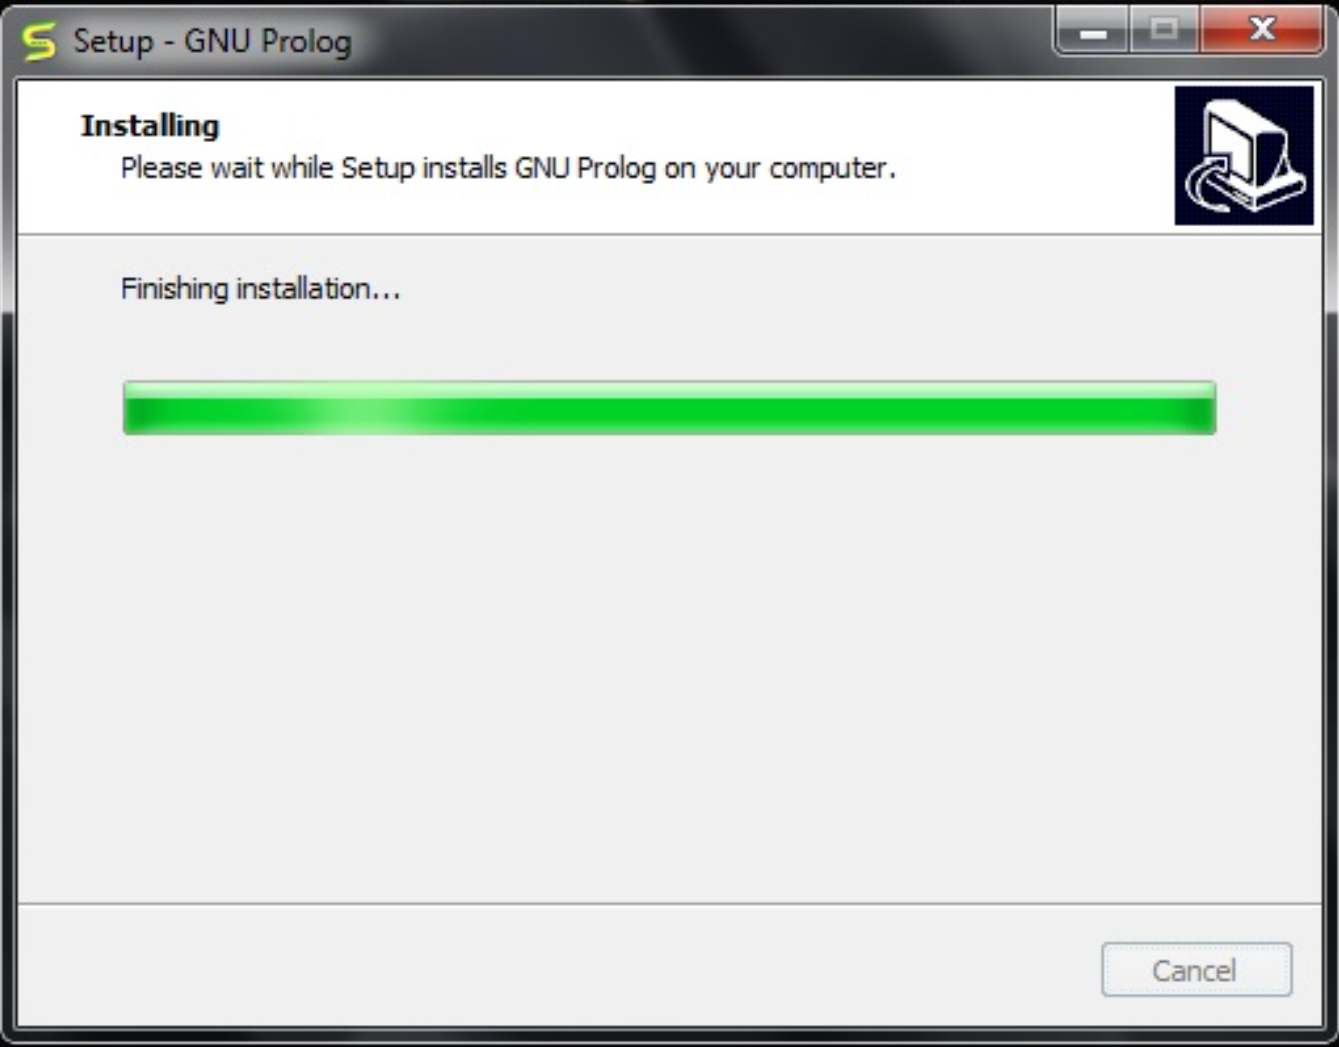 Setup - GNU Prolog
Installing
Please wait while Setup installs GNU Prolog on your computer.
Finishing installation...
Cancel